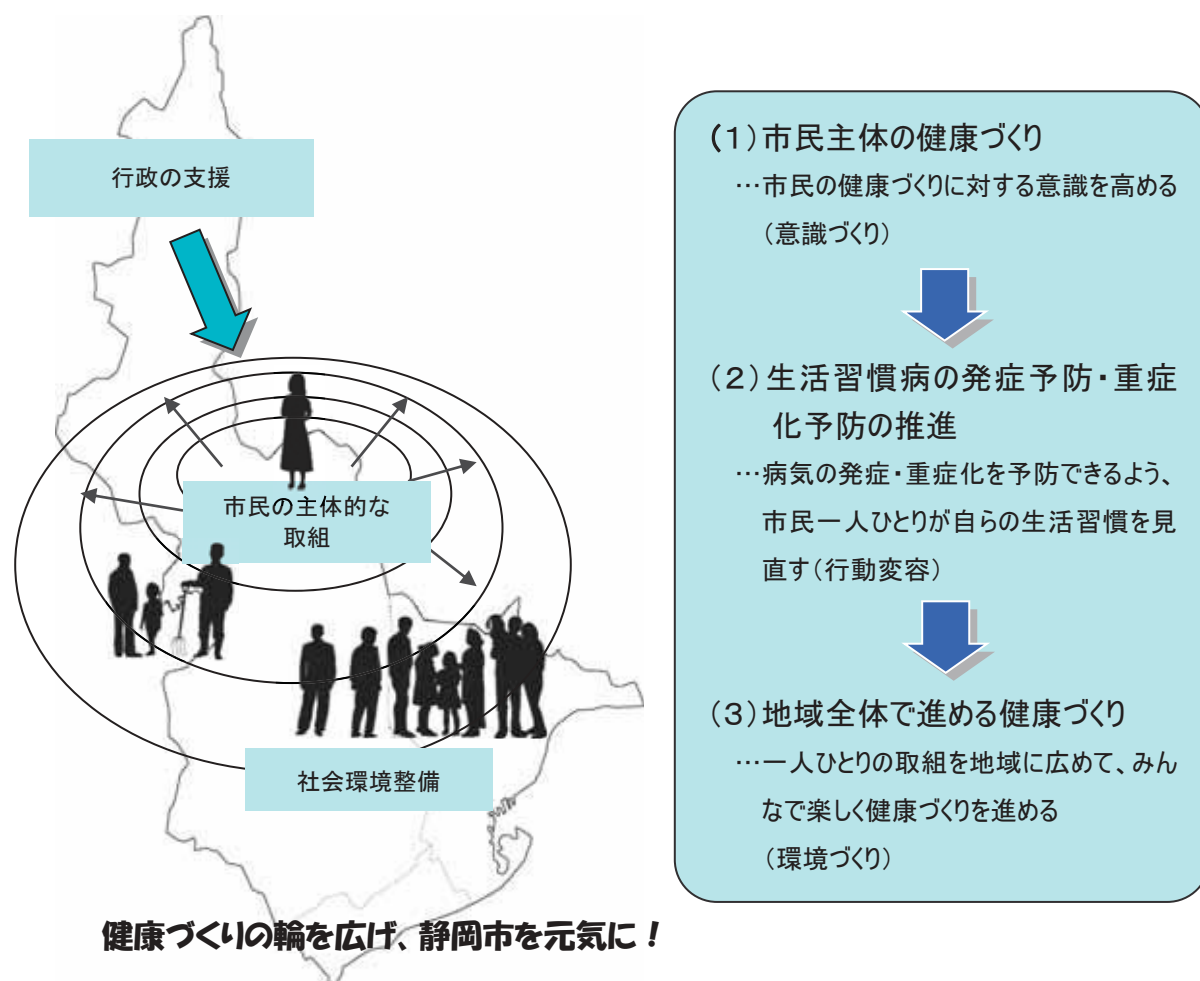 行政の支援
市民の主体的な
取組
社会環境整備
健康づくりの輪を広げ、静岡市を元気に！
（１）市民主体の健康づくり
…市民の健康づくりに対する意識を高める
（意識づくり）
（２）生活習慣病の発症予防・重症
化予防の推進
…病気の発症・重症化を予防できるよう、
市民一人ひとりが自らの生活習慣を見
直す（行動変容）
（３）地域全体で進める健康づくり
…一人ひとりの取組を地域に広めて、みん
なで楽しく健康づくりを進める
（環境づくり）